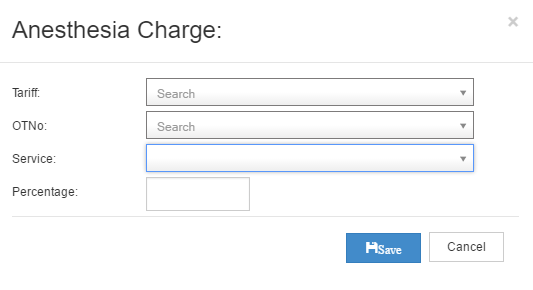 Anesthesia Charge:
×
Tariff:
Search
OTNo:
Search
Service:
Percentage:
Save
Cancel